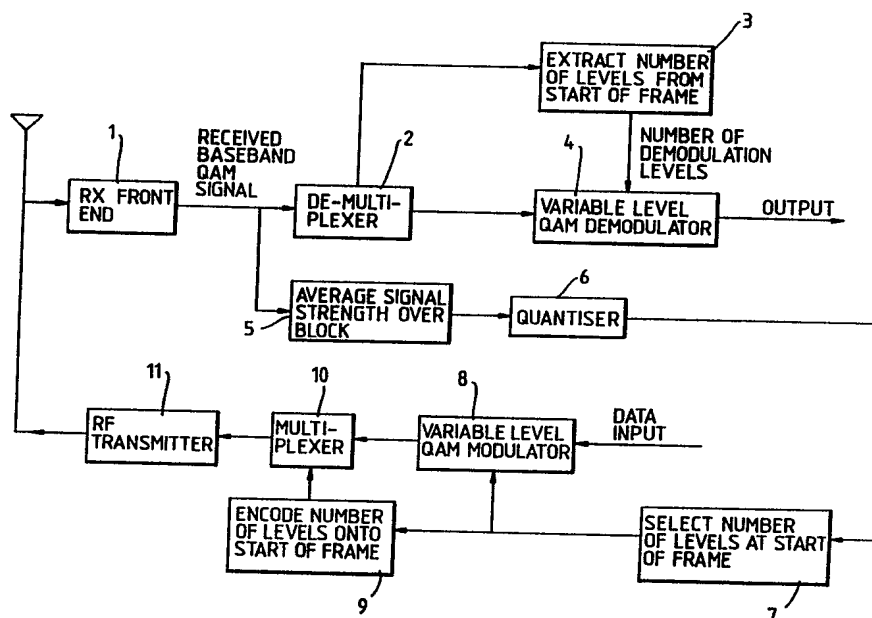 3
EXTRACT NUMBER
OF LEVELS FROM
START OF FRAME
1
RECEIVED
BASEBAND
QAM
SIGNAL
2
NUMBER OF
DEMODULATION
LEVELS
4
RX FRONT
END
DE-MULTI-
PLEXER
VARIABLE LEVEL
QAM DEMODULATOR
OUTPUT
6
AVERAGE SIGNAL
STRENGTH OVER
BLOCK
5
QUANTISER
11
10
8
RF
TRANSMITTER
MULTI-
PLEXER
VARIABLE LEVEL
QAM MODULATOR
DATA
INPUT
ENCODE NUMBER
OF LEVELS ONTO
START OF FRAME
9
SELECT NUMBER
OF LEVELS AT START
OF FRAME
7